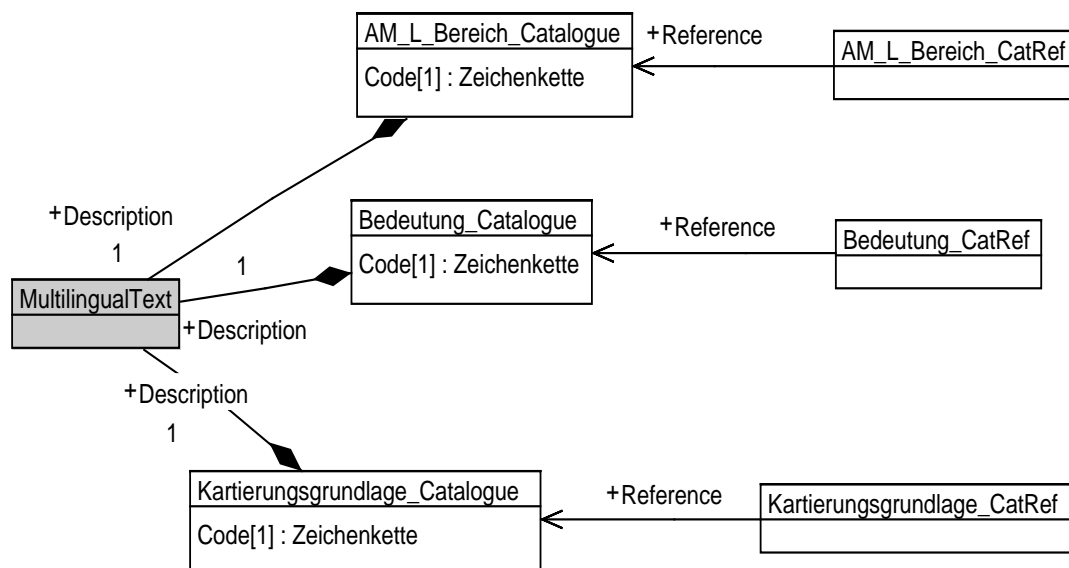 AM_L_Bereich_Catalogue
Code[1] : Zeichenkette
+Reference
AM_L_Bereich_CatRef
+Description
1
Bedeutung_Catalogue
Code[1] : Zeichenkette
+Reference
Bedeutung_CatRef
1
MultilingualText
+Description
+Description
1
Kartierungsgrundlage_Catalogue
Code[1] : Zeichenkette
+Reference
Kartierungsgrundlage_CatRef